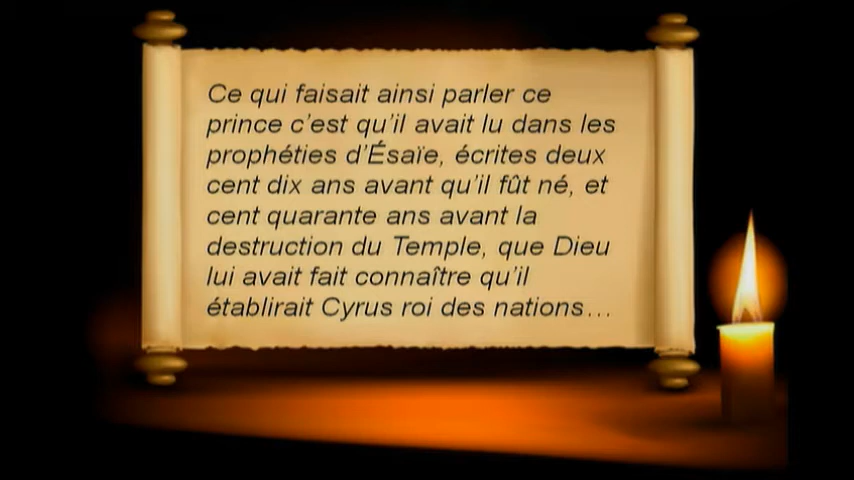 Ce qui faisait ainsi parler ce
prince c'est qu'il avait lu dans les
prophéties d'Ésaïe, écrites deux
cent dix ans avant qu'il fût né, et
cent quarante ans avant la
destruction du Temple, que Dieu
lui avait fait connaître qu'il
établirait Cyrus roi des nations…